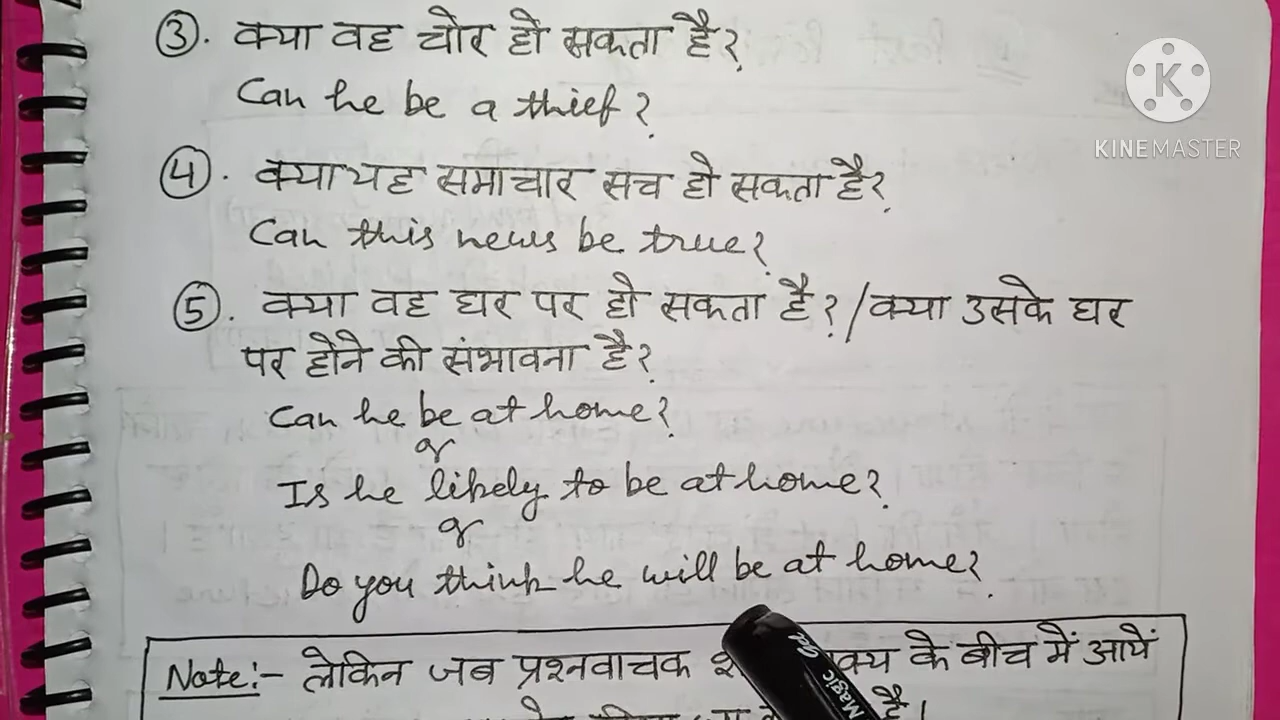 ③. क्या वह चोर हो सकता है?
Can he be a thief?
④. क्या यह समाचार सच हो सकता है?
Can this news be true?
⑤. क्या वह घर पर हो सकता है?/क्या उसके घर
पर होने की संभावना है?
Can he be at home?
or
Is he likely to be at home?
or
Do you think he will be at home?
Note:- लेकिन जब प्रश्नवाचक के बीच में आयें
है।
K
KINEMASTER
Magic